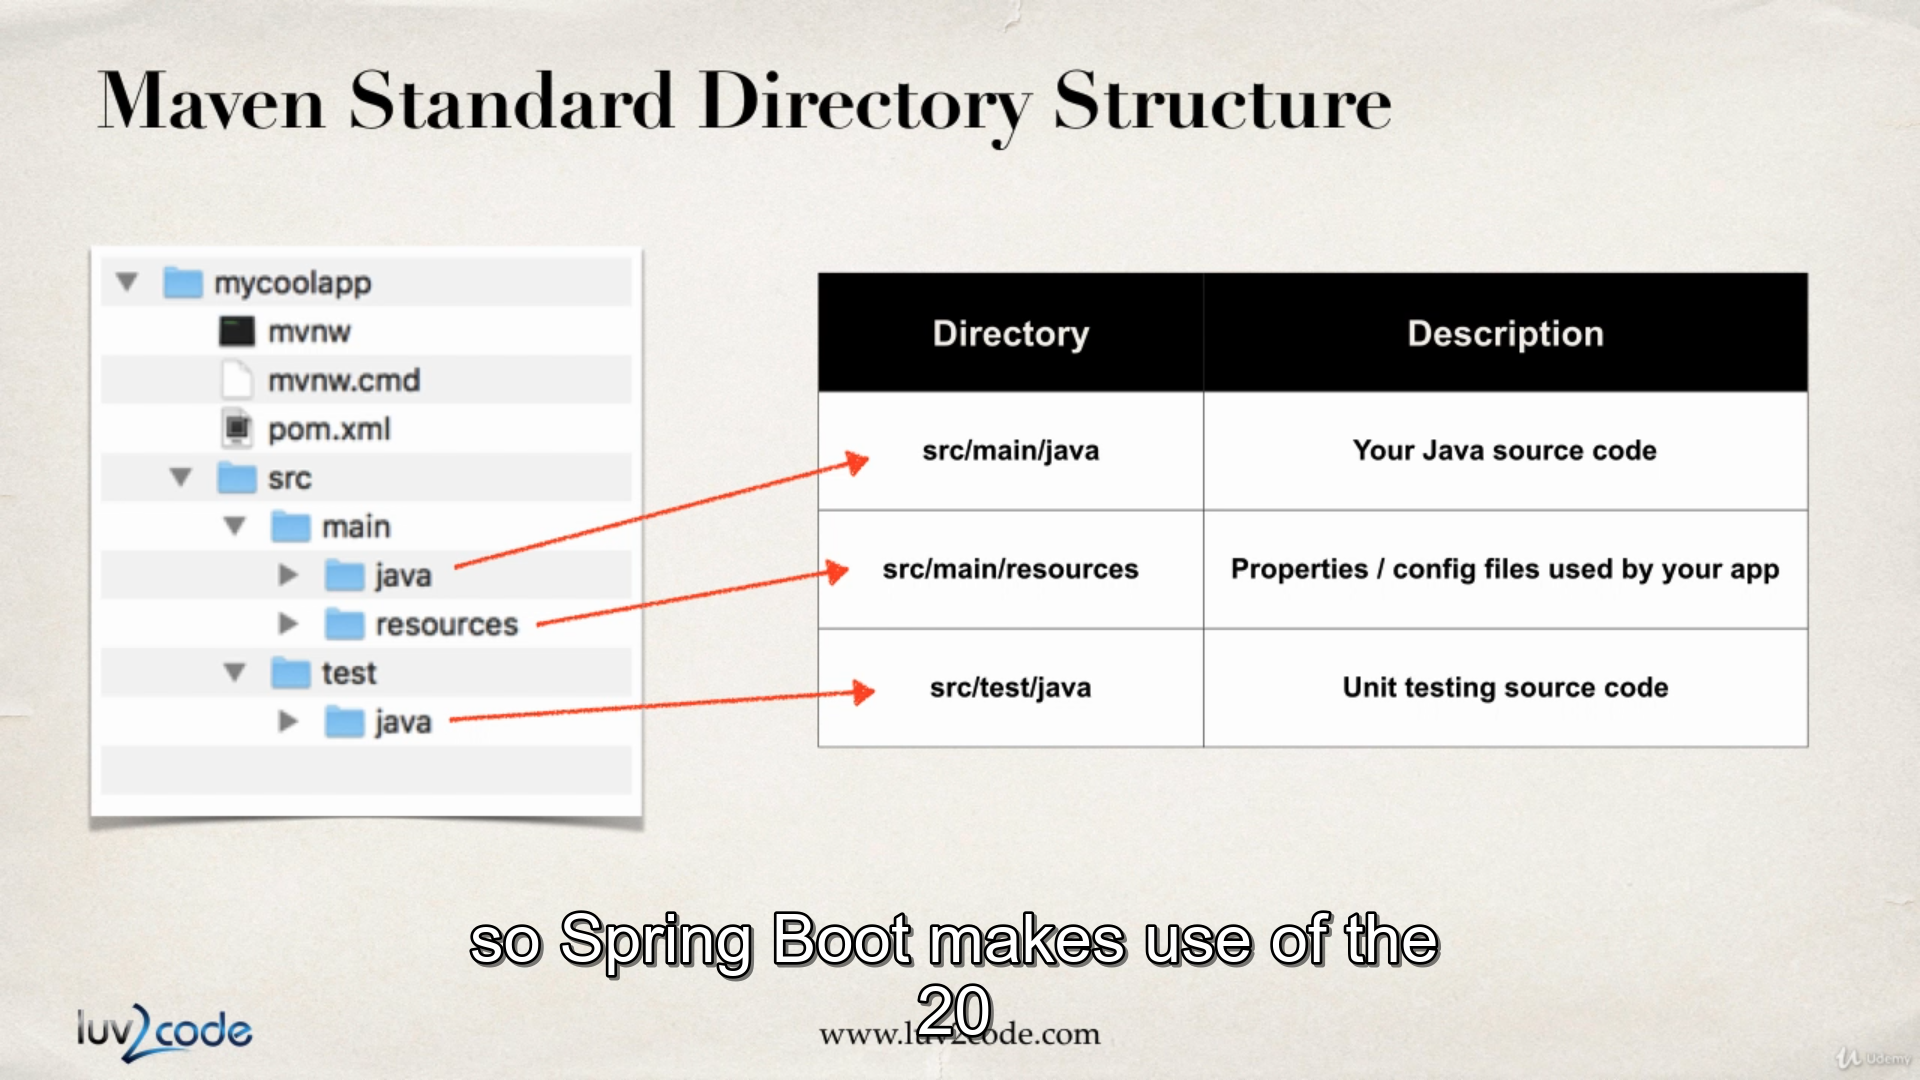 Maven Standard Directory Structure
mycoolapp
mvnw
mvnw.cmd
pom.xml
src
main
java
resources
test
java
Directory Description
src/main/java Your Java source code
src/main/resources Properties / config files used by your app
src/test/java Unit testing source code
so Spring Boot makes use of the
20
luv2code
www.luv2code.com
Udemy